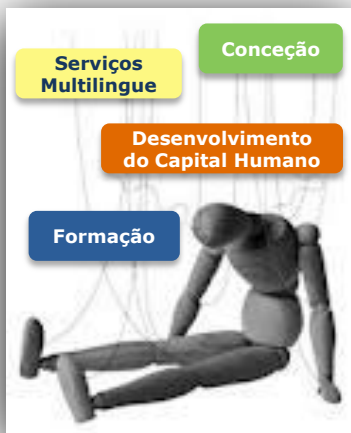 Conceção
Serviços
Multilingue
Desenvolvimento
do Capital Humano
Formação